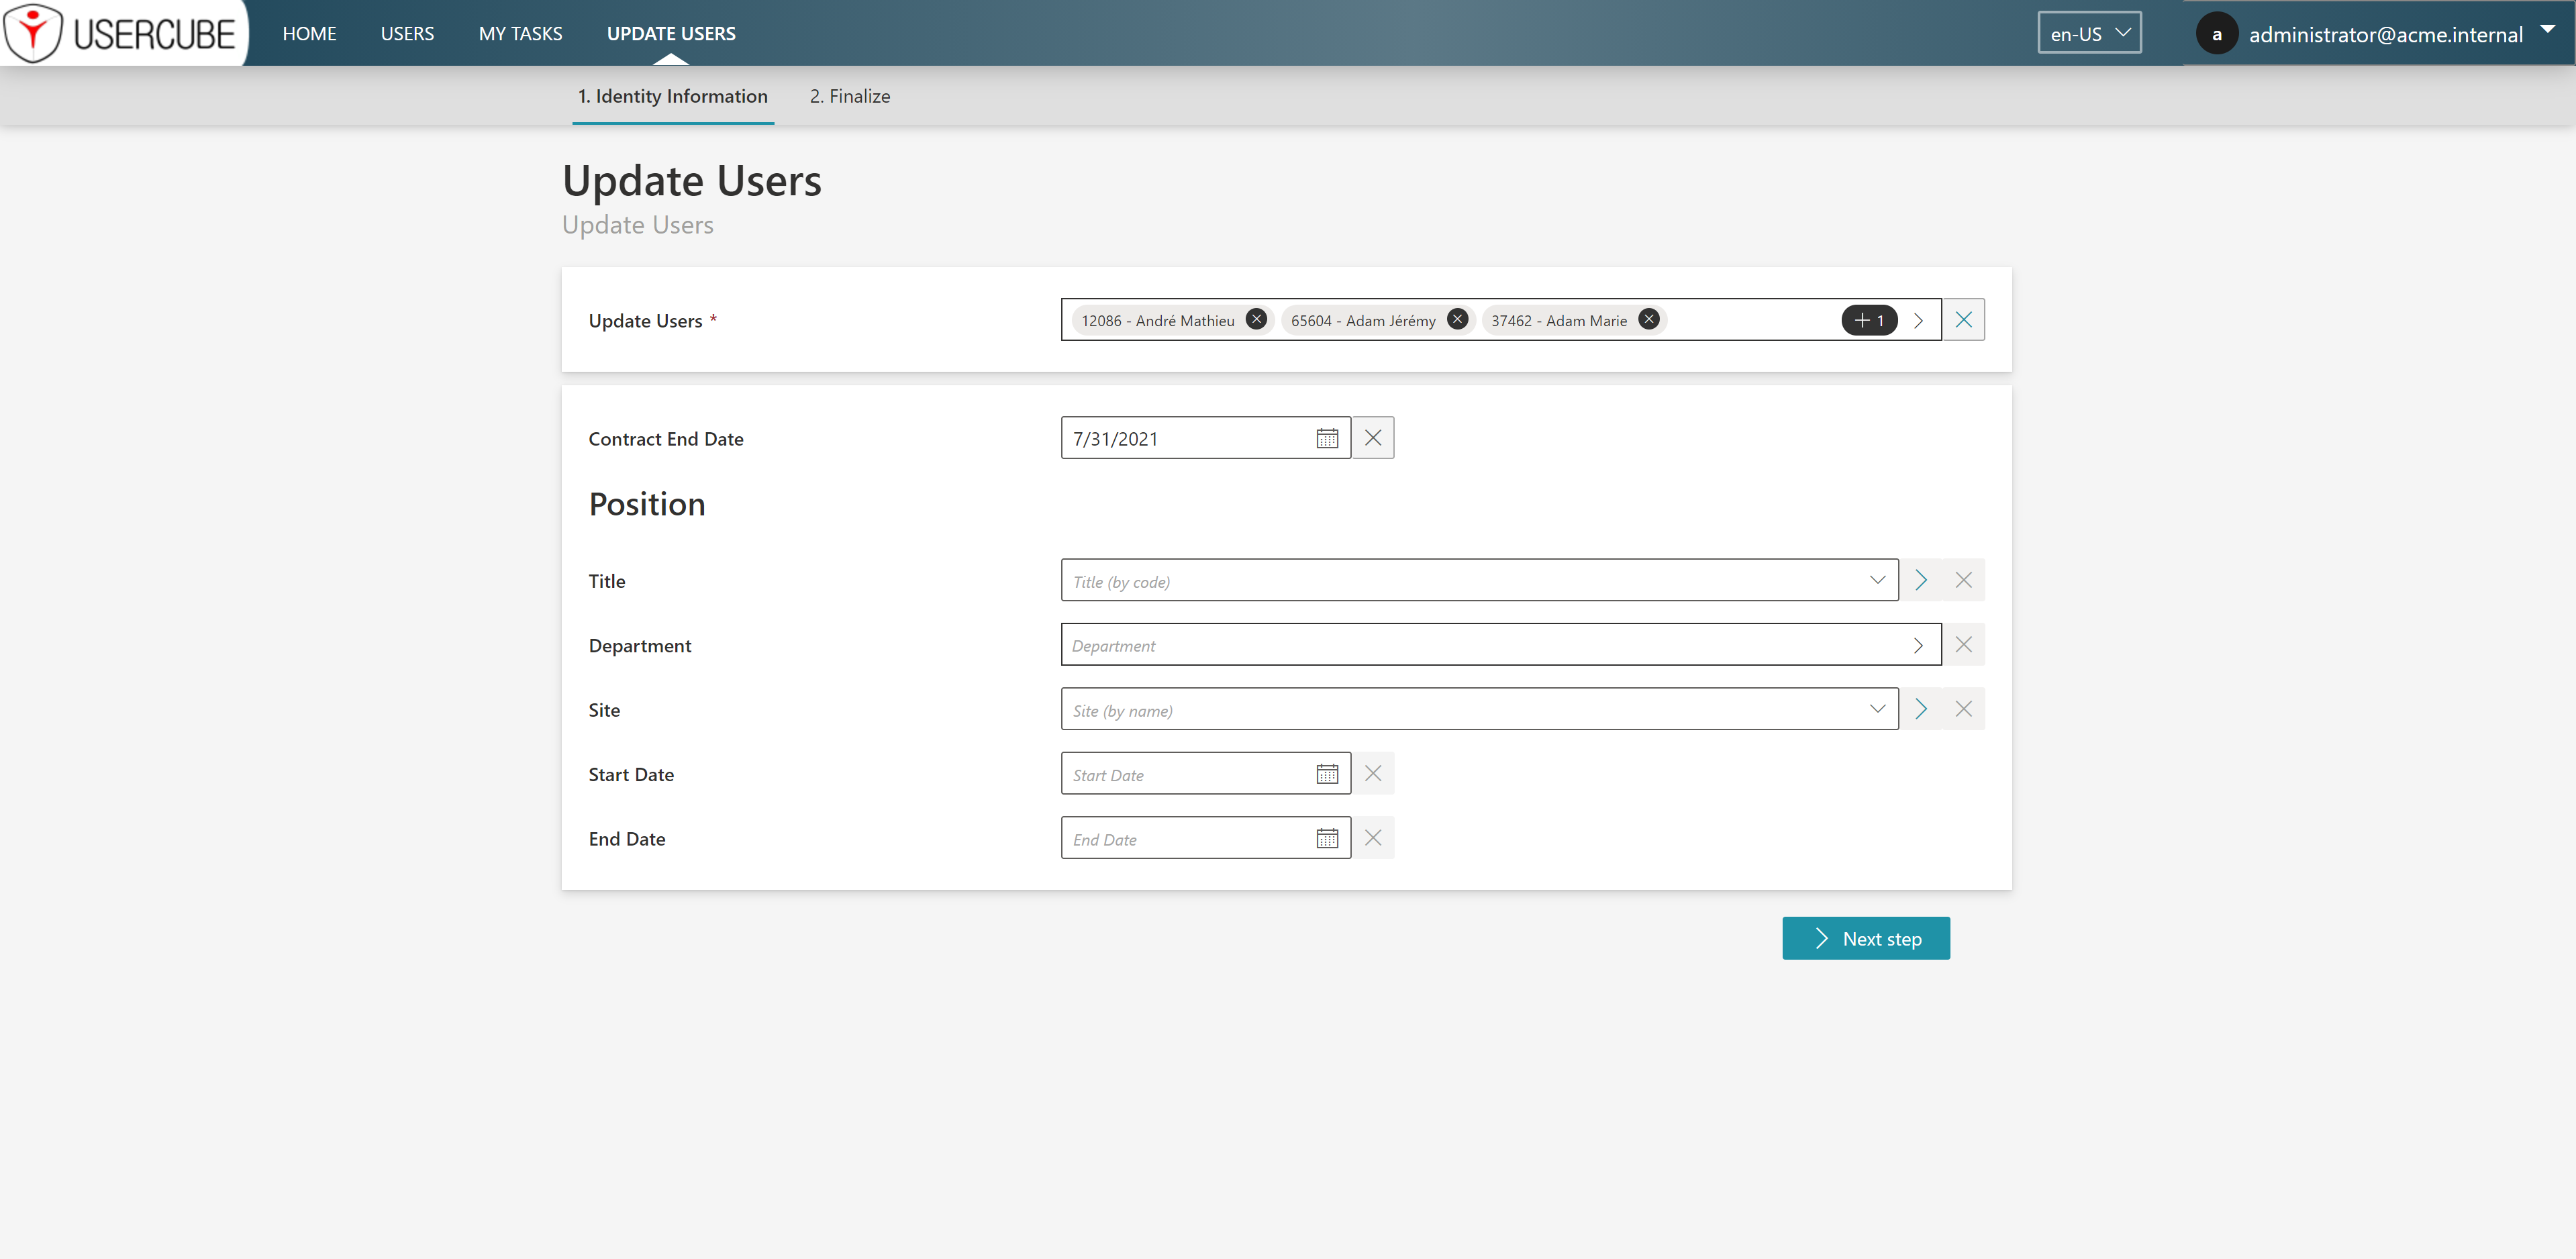 USERCUBE HOME USERS MY TASKS UPDATE USERS en-US a administrator@acme.internal
1. Identity Information 2. Finalize
Update Users
Update Users
Update Users * 12086 - André Mathieu 65604 - Adam Jérémy 37462 - Adam Marie + 1
Contract End Date 7/31/2021
Position
Title Title (by code)
Department Department
Site Site (by name)
Start Date Start Date
End Date End Date
Next step